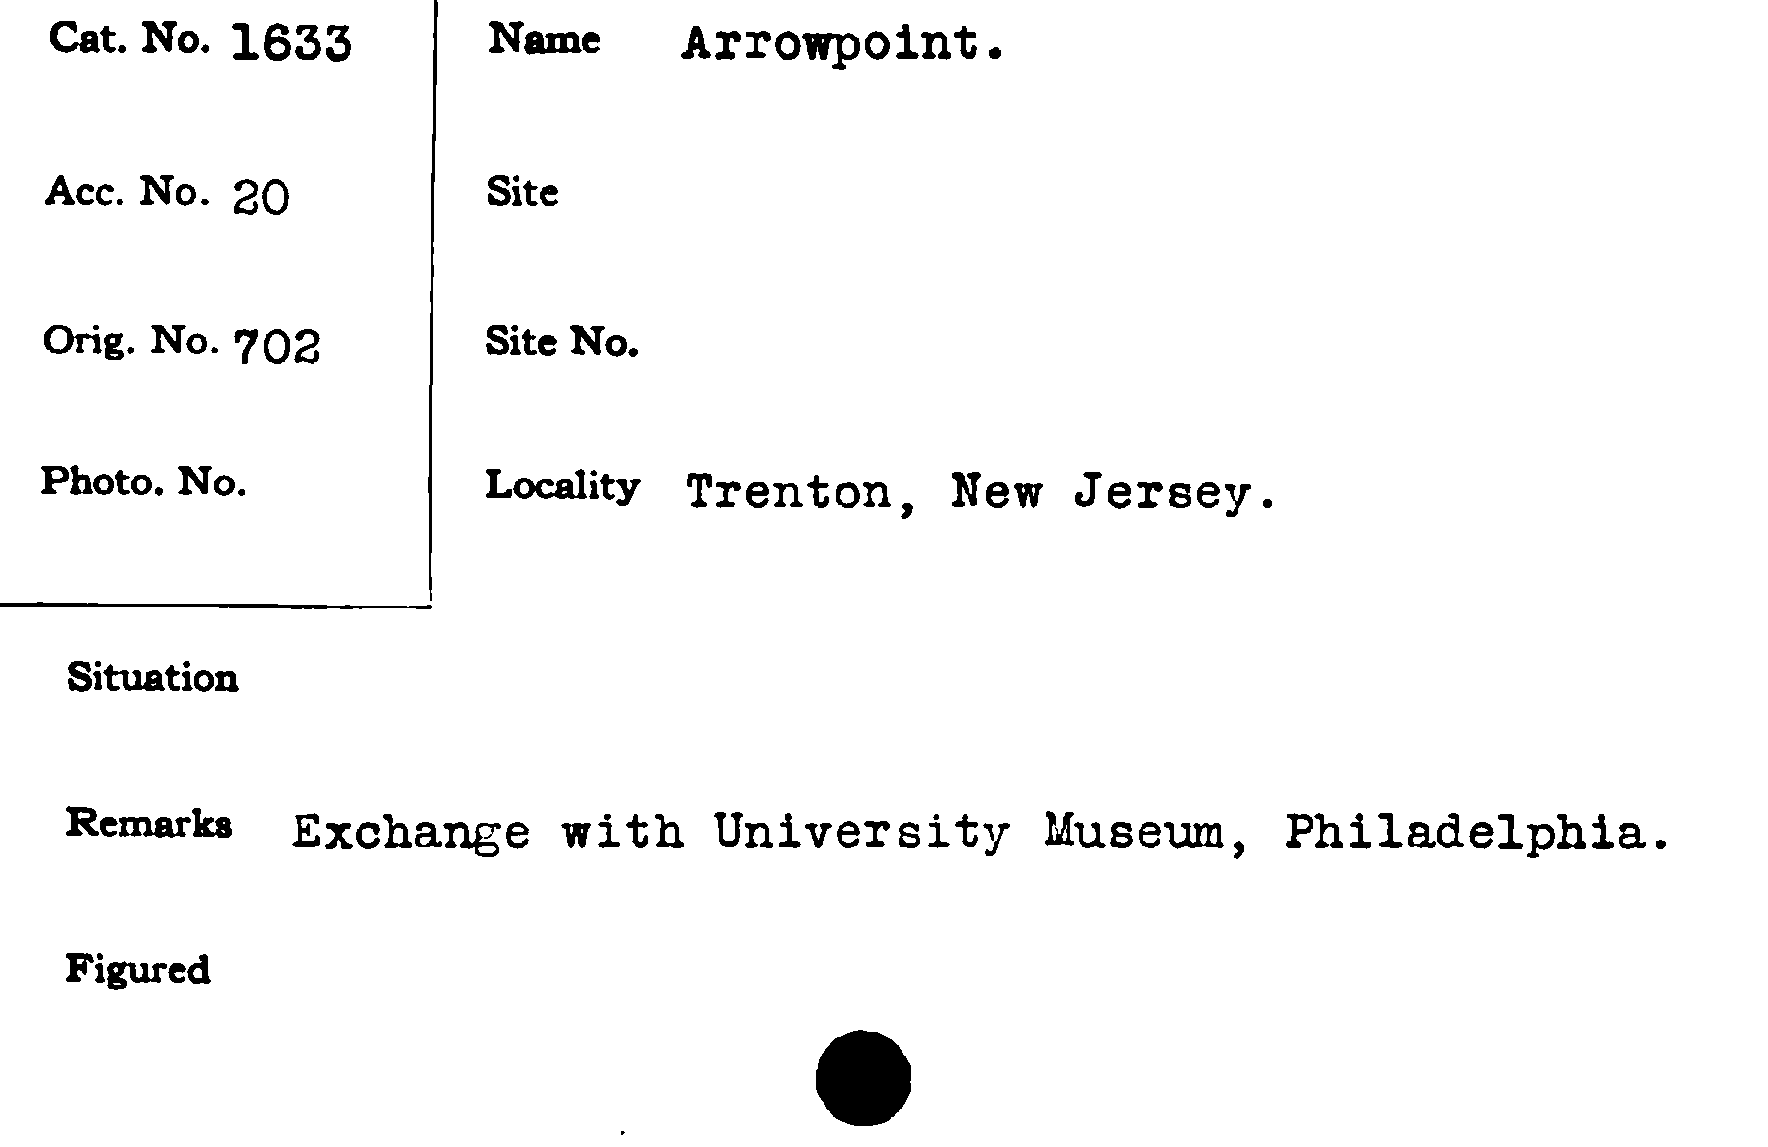 Cat. No. 1633
Acc. No. 20
Orig. No. 702
Photo. No.
Name Arrowpoint.
Site
Site No.
Locality Trenton, New Jersey.
Situation
Remarks Exchange with University Museum, Philadelphia.
Figured